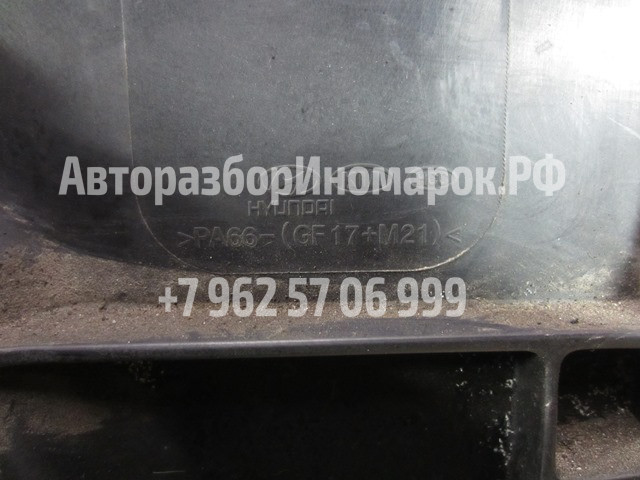 АвторазборИномарок.РФ
HYUNDAI
>PA66-(GF17+M21)<
+7 962 57 06 999